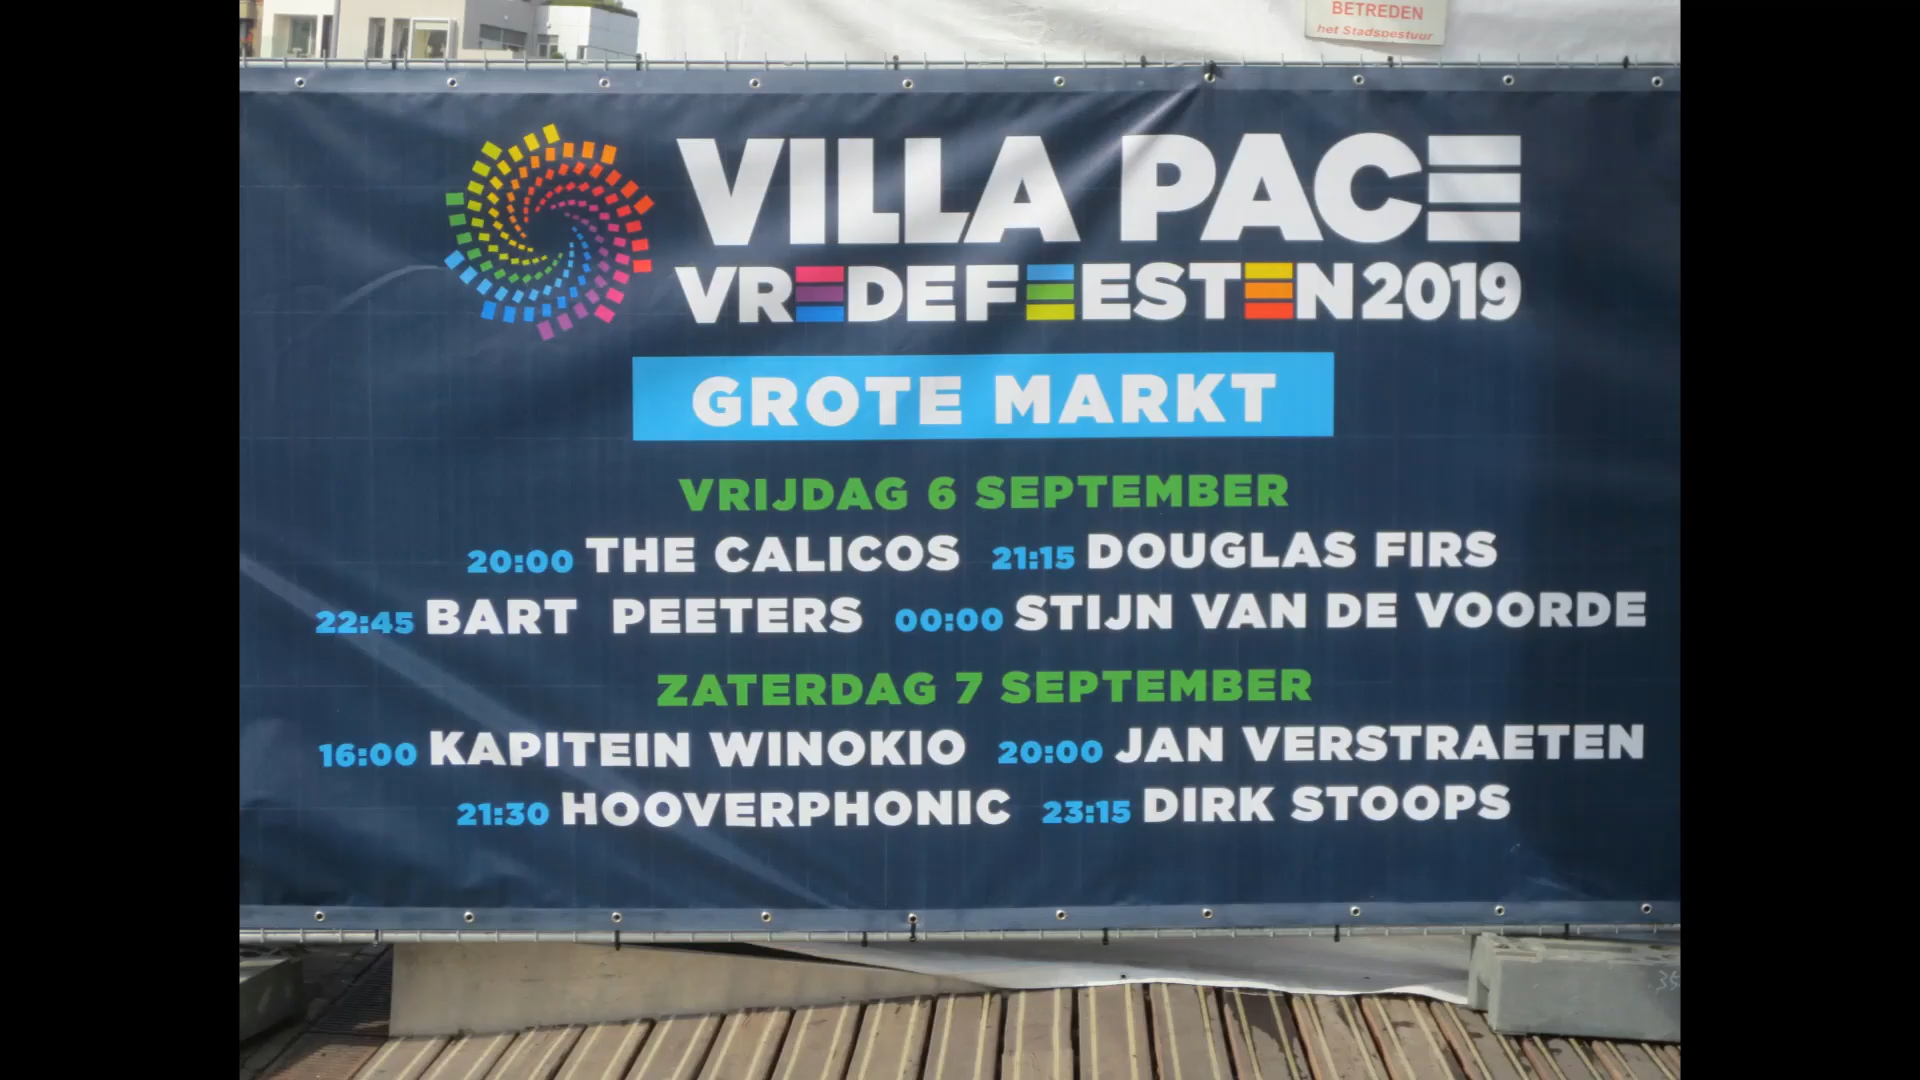 BETREDEN
het Stadsbestuur
VILLA PACE
VREDEFEESTEN 2019
GROTE MARKT
VRIJDAG 6 SEPTEMBER
20:00 THE CALICOS 21:15 DOUGLAS FIRS
22:45 BART PEETERS 00:00 STIJN VAN DE VOORDE
ZATERDAG 7 SEPTEMBER
16:00 KAPITEIN WINOKIO 20:00 JAN VERSTRAETEN
21:30 HOOVERPHONIC 23:15 DIRK STOOPS